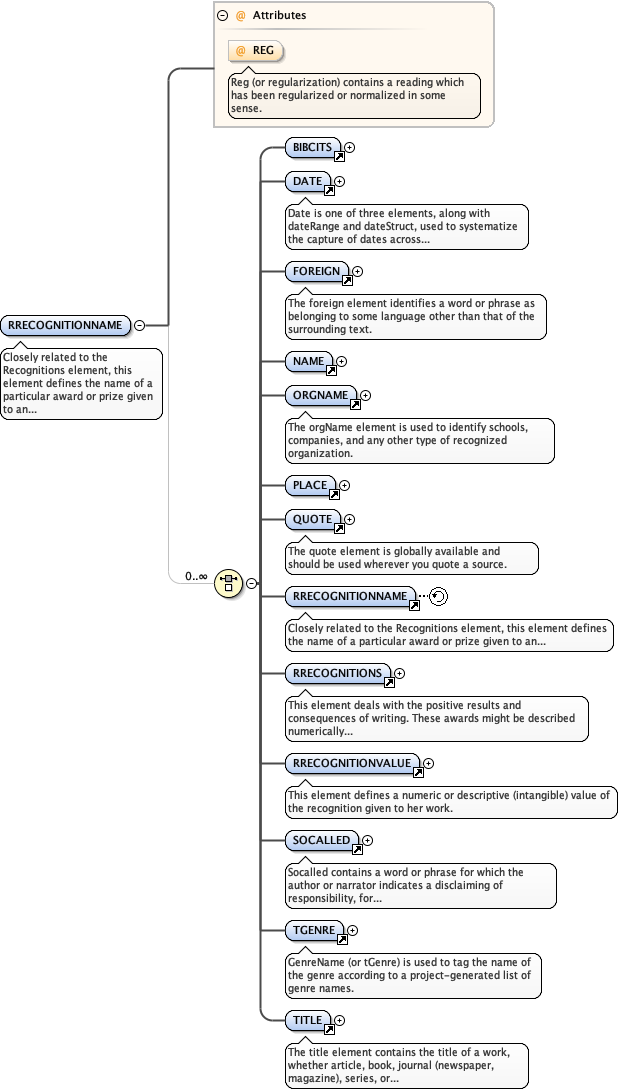 @ Attributes
@ REG
Reg (or regularization) contains a reading which
has been regularized or normalized in some
sense.
BIBCITS
DATE
Date is one of three elements, along with
dateRange and dateStruct, used to systematize
the capture of dates across...
FOREIGN
The foreign element identifies a word or phrase as
belonging to some language other than that of the
surrounding text.
RRECOGNITIONNAME
Closely related to the
Recognitions element, this
element defines the name of a
particular award or prize given
to an...
NAME
ORGNAME
The orgName element is used to identify schools,
companies, and any other type of recognized
organization.
PLACE
QUOTE
The quote element is globally available and
should be used wherever you quote a source.
0..∞
RRECOGNITIONNAME
Closely related to the Recognitions element, this element defines
the name of a particular award or prize given to an...
RRECOGNITIONS
This element deals with the positive results and
consequences of writing. These awards might be described
numerically...
RRECOGNITIONVALUE
This element defines a numeric or descriptive (intangible) value of
the recognition given to her work.
SOCALLED
Socalled contains a word or phrase for which the
author or narrator indicates a disclaiming of
responsibility, for...
TGENRE
GenreName (or tGenre) is used to tag the name of
the genre according to a project-generated list of
genre names.
TITLE
The title element contains the title of a work,
whether article, book, journal (newspaper,
magazine), series, or...